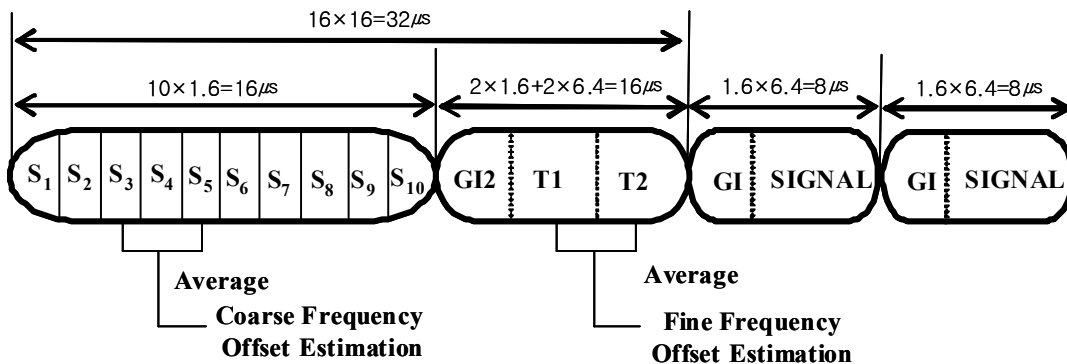 16×16=32㎲
10×1.6=16㎲
2×1.6+2×6.4=16㎲
1.6×6.4=8㎲
1.6×6.4=8㎲
S1 S2 S3 S4 S5 S6 S7 S8 S9 S10
GI2 T1 T2
GI SIGNAL
GI SIGNAL
Average
Coarse Frequency
Offset Estimation
Average
Fine Frequency
Offset Estimation